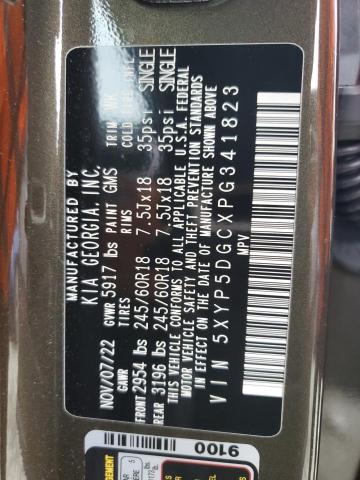 MANUFACTURED BY
KIA GEORGIA, INC.
NOV/07/22 GVWR 5917 lbs PAINT GMS TRIM
GAWR TIRES RIMS COLD
FRONT 2954 lbs 245/60R18 7.5Jx18 35psi SINGLE
REAR 3196 lbs 245/60R18 7.5Jx18 35psi SINGLE
THIS VEHICLE CONFORMS TO ALL APPLICABLE U.S.A. FEDERAL
MOTOR VEHICLE SAFETY AND THEFT PREVENTION STANDARDS
IN EFFECT ON THE DATE OF MANUFACTURE SHOWN ABOVE
VIN 5XYP5DGCXPG341823
MPV
9100